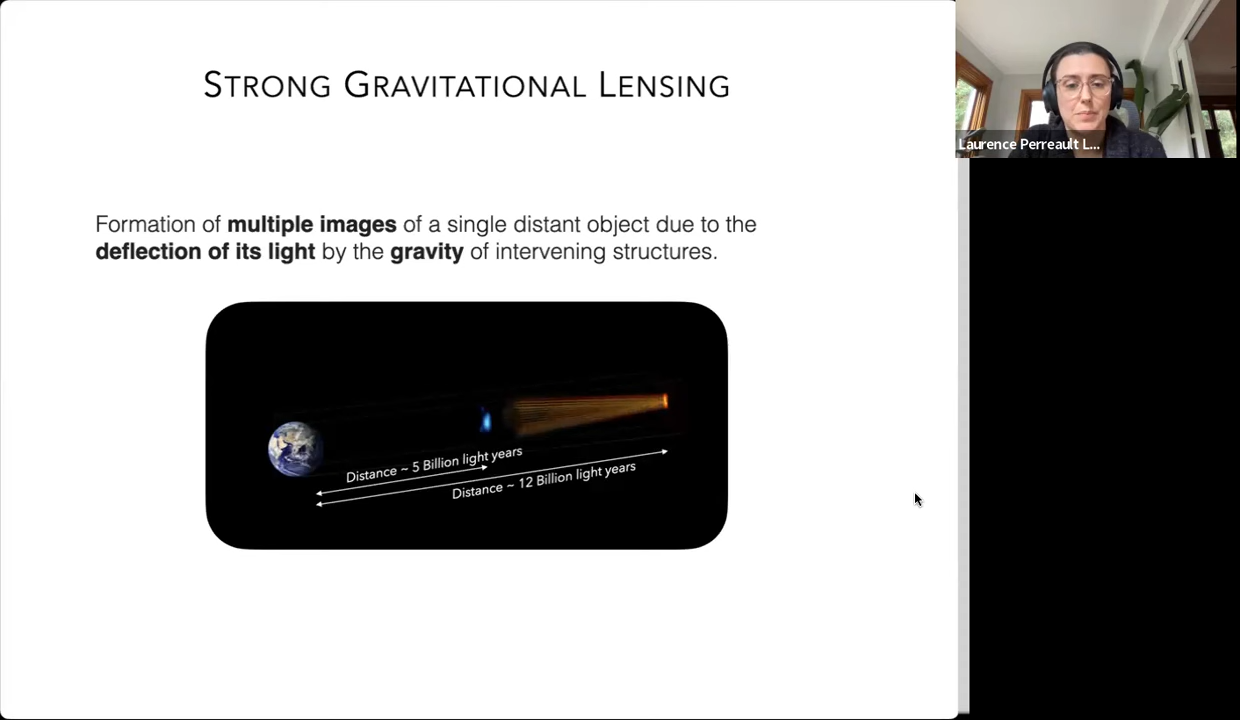 STRONG GRAVITATIONAL LENSING
Laurence Perreault L...
Formation of multiple images of a single distant object due to the
deflection of its light by the gravity of intervening structures.
Distance ~ 5 Billion light years
Distance ~ 12 Billion light years